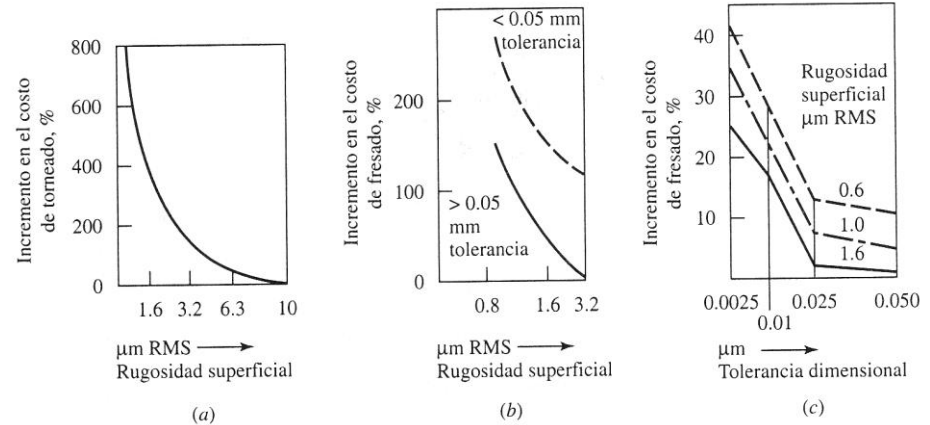 Incremento en el costo
de torneado, %
800
600
400
200
0
1.6 3.2 6.3 10
μm RMS
Rugosidad superficial
(a)
Incremento en el costo
de fresado, %
< 0.05 mm
tolerancia
200
100
0
> 0.05
mm
tolerancia
0.8 1.6 3.2
μm RMS
Rugosidad superficial
(b)
Incremento en el costo
de fresado, %
40
30
20
10
Rugosidad
superficial
μm RMS
0.6
1.0
1.6
0.0025 0.025 0.050
0.01
μm
Tolerancia dimensional
(c)